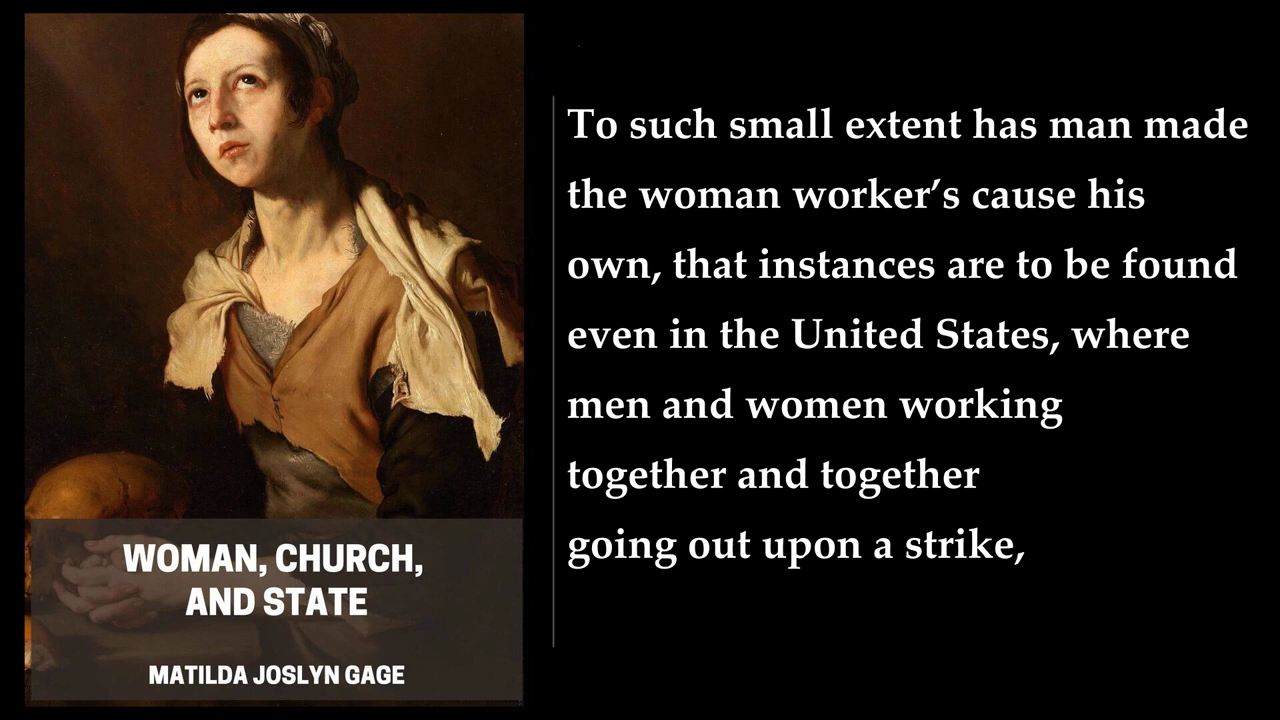 WOMAN, CHURCH,
AND STATE
MATILDA JOSLYN GAGE
To such small extent has man made
the woman worker’s cause his
own, that instances are to be found
even in the United States, where
men and women working
together and together
going out upon a strike,